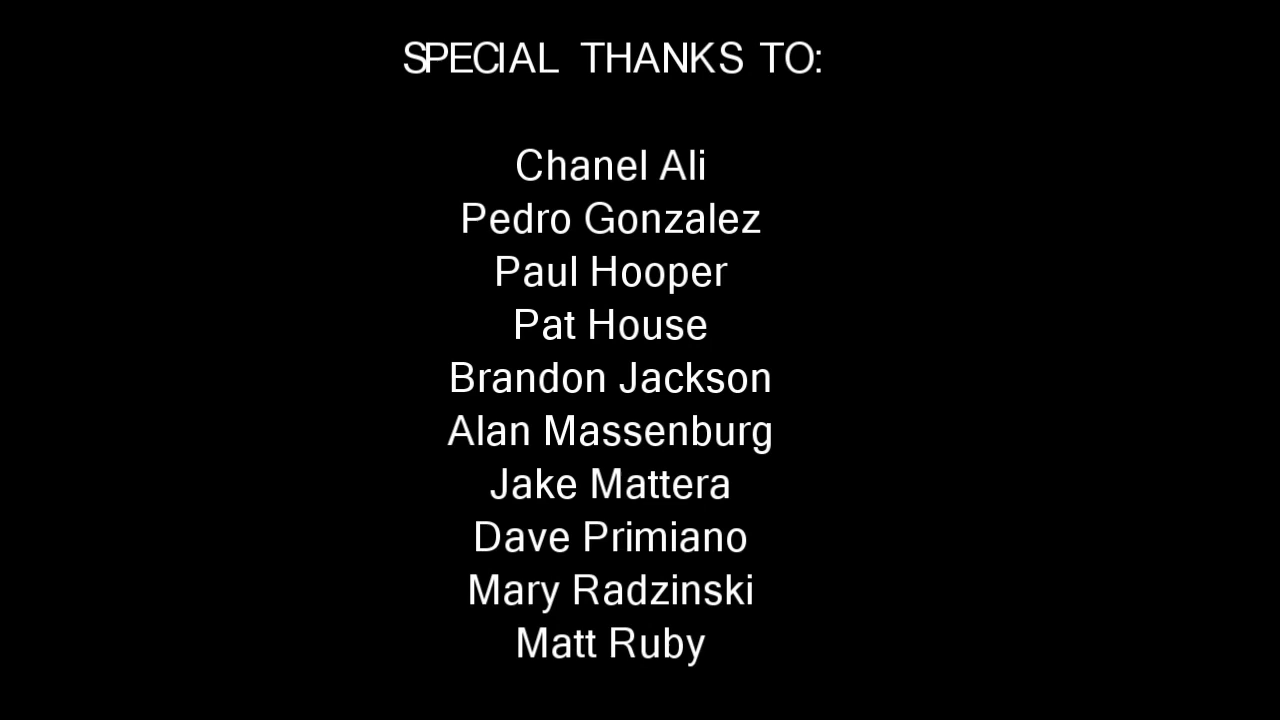 SPECIAL THANKS TO:
Chanel Ali
Pedro Gonzalez
Paul Hooper
Pat House
Brandon Jackson
Alan Massenburg
Jake Mattera
Dave Primiano
Mary Radzinski
Matt Ruby